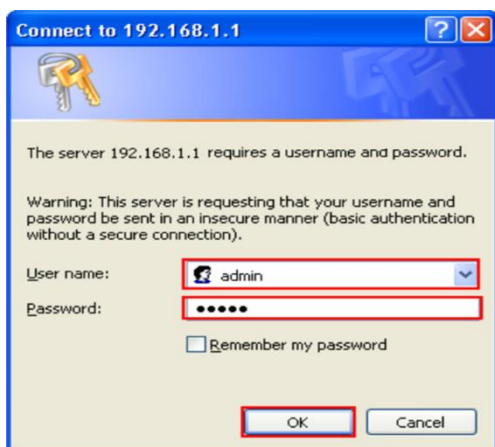 Connect to 192.168.1.1
The server 192.168.1.1 requires a username and password.
Warning: This server is requesting that your username and
password be sent in an insecure manner (basic authentication
without a secure connection).
User name:
admin
Password:
•••••
Remember my password
OK
Cancel